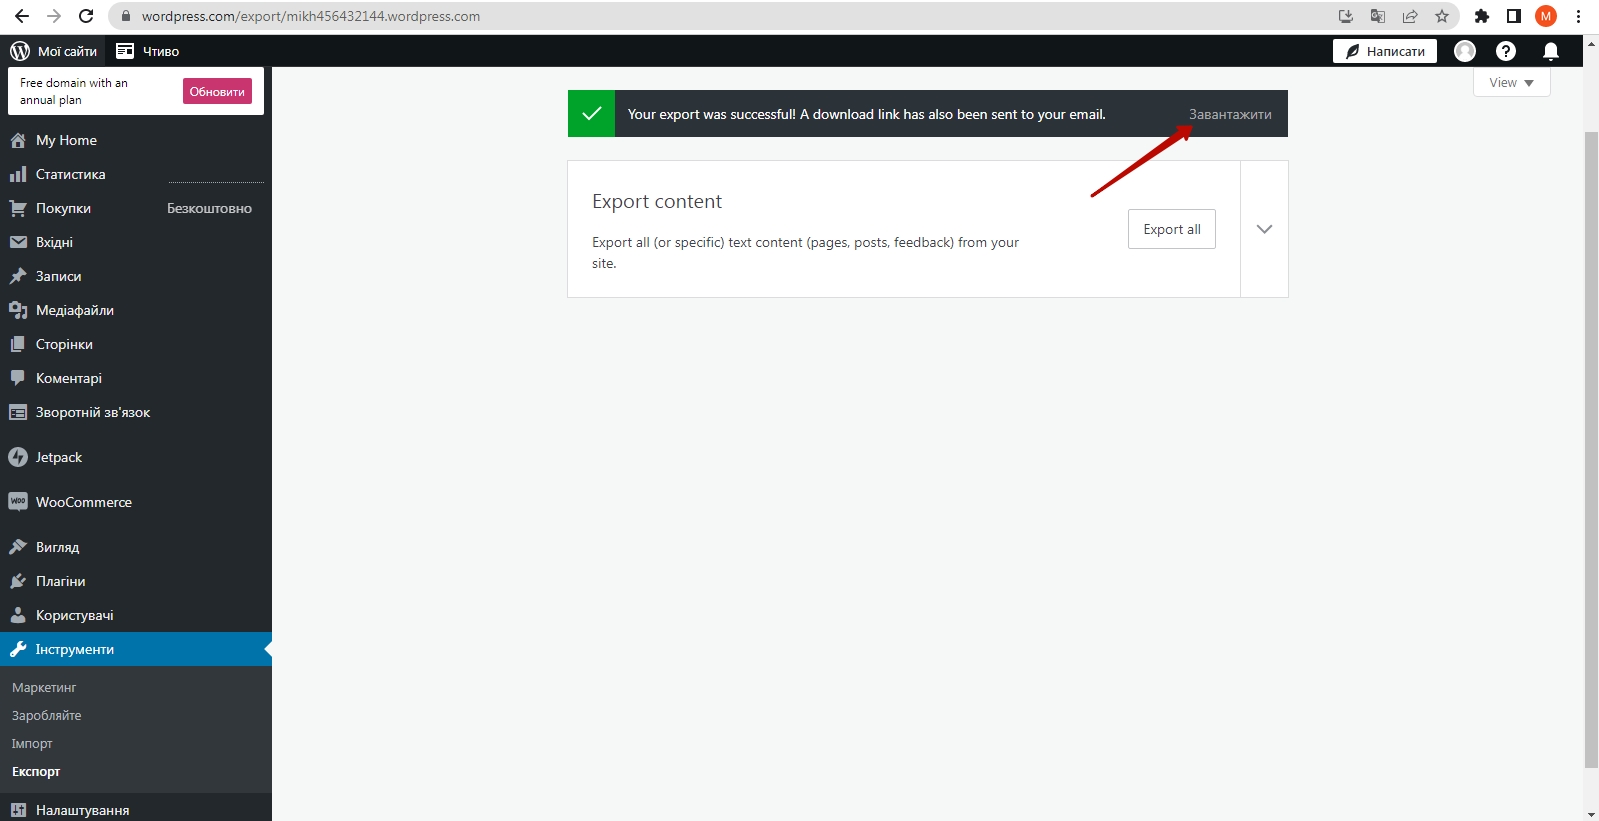 wordpress.com/export/mikh456432144.wordpress.com
M
Мої сайти
Чтиво
Написати
Free domain with an
annual plan
Обновити
View
My Home
Статистика
Покупки
Безкоштовно
Вхідні
Записи
Медіафайли
Сторінки
Коментарі
Зворотній зв'язок
Jetpack
WOO
WooCommerce
Вигляд
Плагіни
Користувачі
Інструменти
Маркетинг
Заробляйте
Імпорт
Експорт
Налаштування
Your export was successful! A download link has also been sent to your email.
Завантажити
Export content
Export all (or specific) text content (pages, posts, feedback) from your
site.
Export all